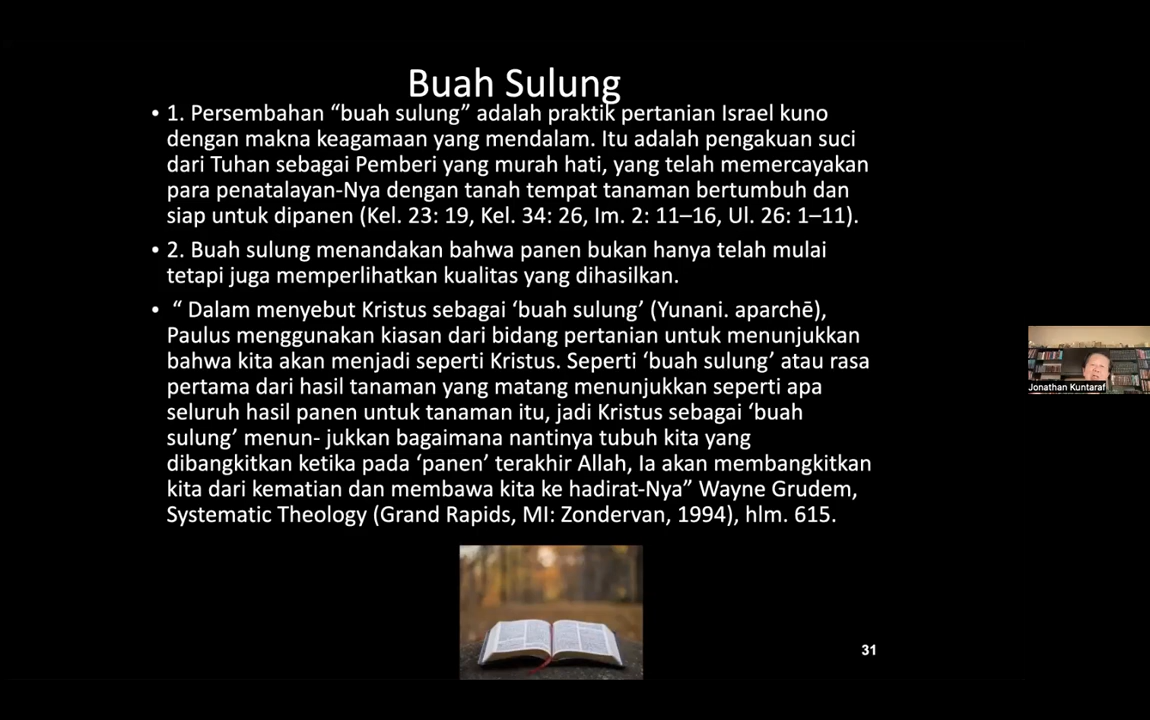 Buah Sulung
• 1. Persembahan “buah sulung” adalah praktik pertanian Israel kuno
dengan makna keagamaan yang mendalam. Itu adalah pengakuan suci
dari Tuhan sebagai Pemberi yang murah hati, yang telah memercayakan
para penatalayan-Nya dengan tanah tempat tanaman bertumbuh dan
siap untuk dipanen (Kel. 23: 19, Kel. 34: 26, Im. 2: 11–16, Ul. 26: 1–11).
• 2. Buah sulung menandakan bahwa panen bukan hanya telah mulai
tetapi juga memperlihatkan kualitas yang dihasilkan.
• “ Dalam menyebut Kristus sebagai ‘buah sulung’ (Yunani. aparchē),
Paulus menggunakan kiasan dari bidang pertanian untuk menunjukkan
bahwa kita akan menjadi seperti Kristus. Seperti ‘buah sulung’ atau rasa
pertama dari hasil tanaman yang matang menunjukkan seperti apa
seluruh hasil panen untuk tanaman itu, jadi Kristus sebagai ‘buah
sulung’ menun- jukkan bagaimana nantinya tubuh kita yang
dibangkitkan ketika pada ‘panen’ terakhir Allah, Ia akan membangkitkan
kita dari kematian dan membawa kita ke hadirat-Nya” Wayne Grudem,
Systematic Theology (Grand Rapids, MI: Zondervan, 1994), hlm. 615.
Jonathan Kuntaraf
31